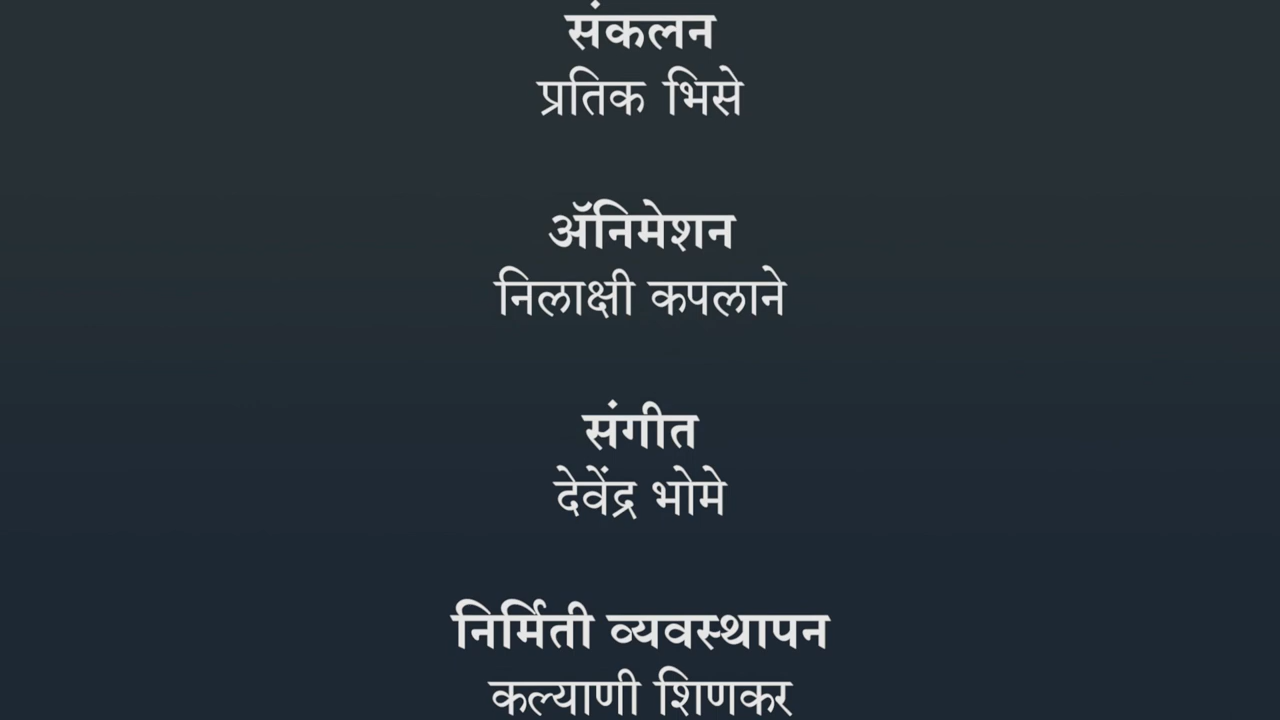 संकलन
प्रतिक भिसे
ॲनिमेशन
निलाक्षी कपलाने
संगीत
देवेंद्र भोमे
निर्मिती व्यवस्थापन
कल्याणी शिणकर